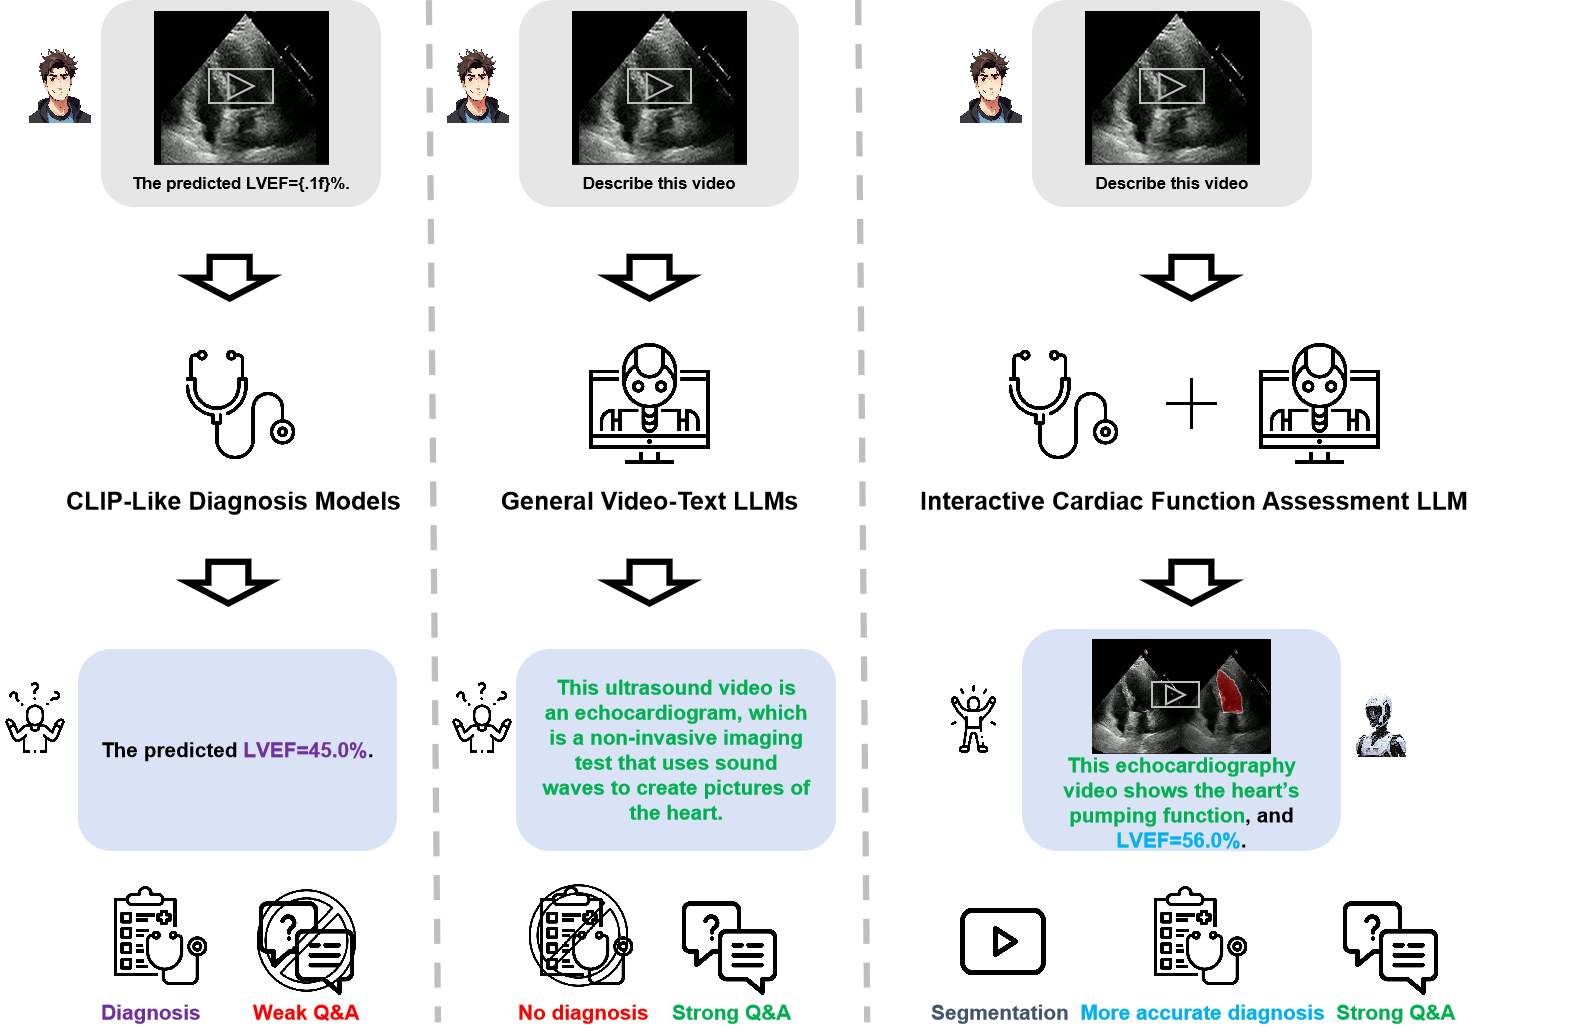 The predicted LVEF={.1f}%.
CLIP-Like Diagnosis Models
The predicted LVEF=45.0%.
Diagnosis
Weak Q&A
Describe this video
General Video-Text LLMs
This ultrasound video is
an echocardiogram, which
is a non-invasive imaging
test that uses sound
waves to create pictures of
the heart.
No diagnosis
Strong Q&A
Describe this video
Interactive Cardiac Function Assessment LLM
This echocardiography
video shows the heart's
pumping function, and
LVEF=56.0%.
Segmentation
More accurate diagnosis
Strong Q&A